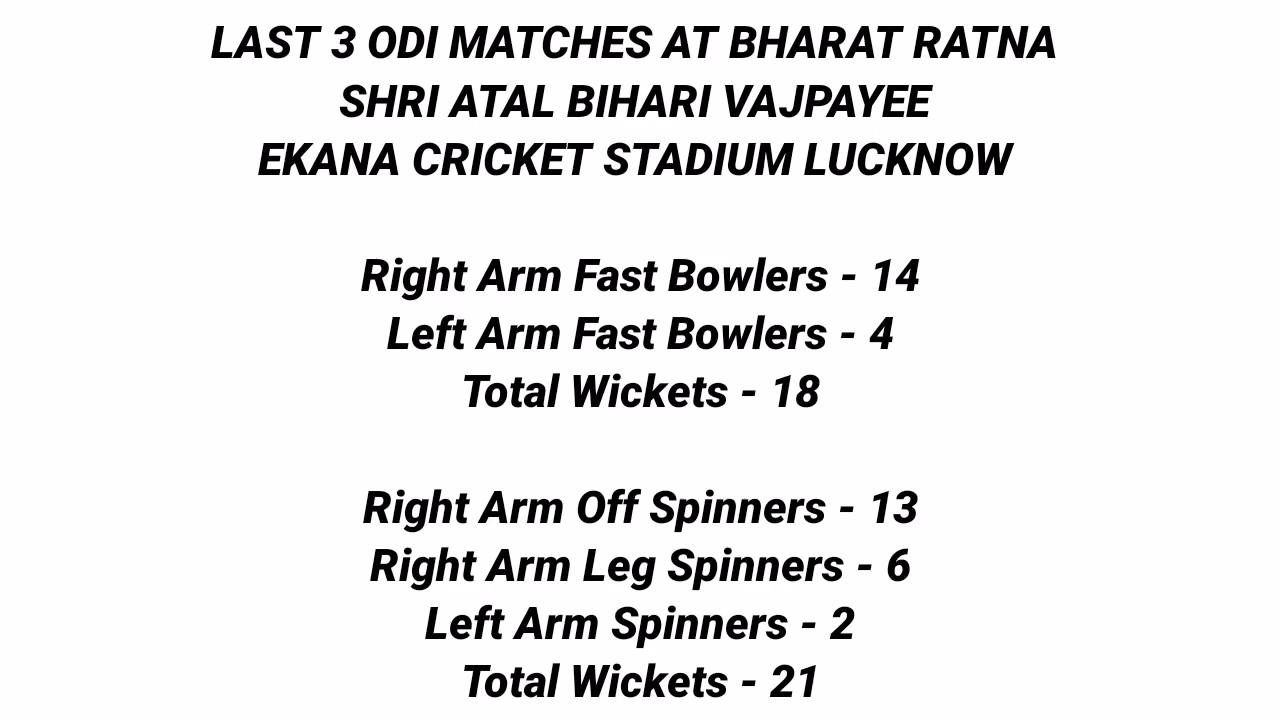 LAST 3 ODI MATCHES AT BHARAT RATNA
SHRI ATAL BIHARI VAJPAYEE
EKANA CRICKET STADIUM LUCKNOW
Right Arm Fast Bowlers - 14
Left Arm Fast Bowlers - 4
Total Wickets - 18
Right Arm Off Spinners - 13
Right Arm Leg Spinners - 6
Left Arm Spinners - 2
Total Wickets - 21